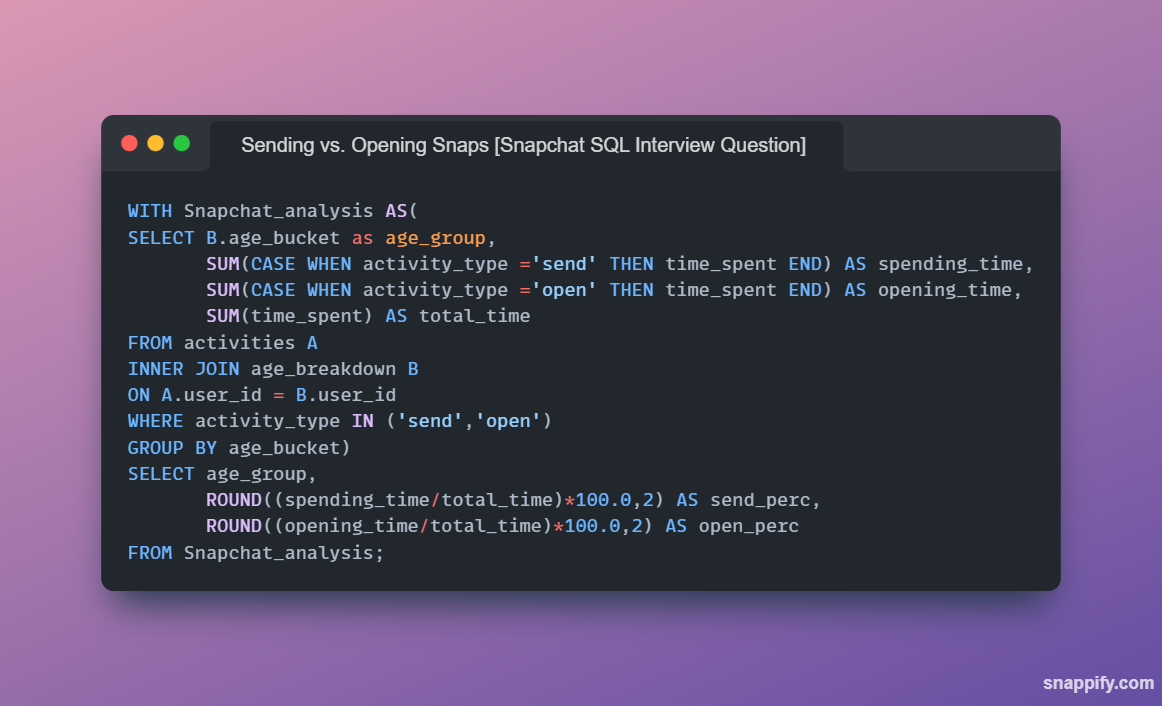 Sending vs. Opening Snaps [Snapchat SQL Interview Question]
WITH Snapchat_analysis AS(
SELECT B.age_bucket as age_group,
       SUM(CASE WHEN activity_type ='send' THEN time_spent END) AS spending_time,
       SUM(CASE WHEN activity_type ='open' THEN time_spent END) AS opening_time,
       SUM(time_spent) AS total_time
FROM activities A
INNER JOIN age_breakdown B
ON A.user_id = B.user_id
WHERE activity_type IN ('send','open')
GROUP BY age_bucket)
SELECT age_group,
       ROUND((spending_time/total_time)*100.0,2) AS send_perc,
       ROUND((opening_time/total_time)*100.0,2) AS open_perc
FROM Snapchat_analysis;
snappify.com